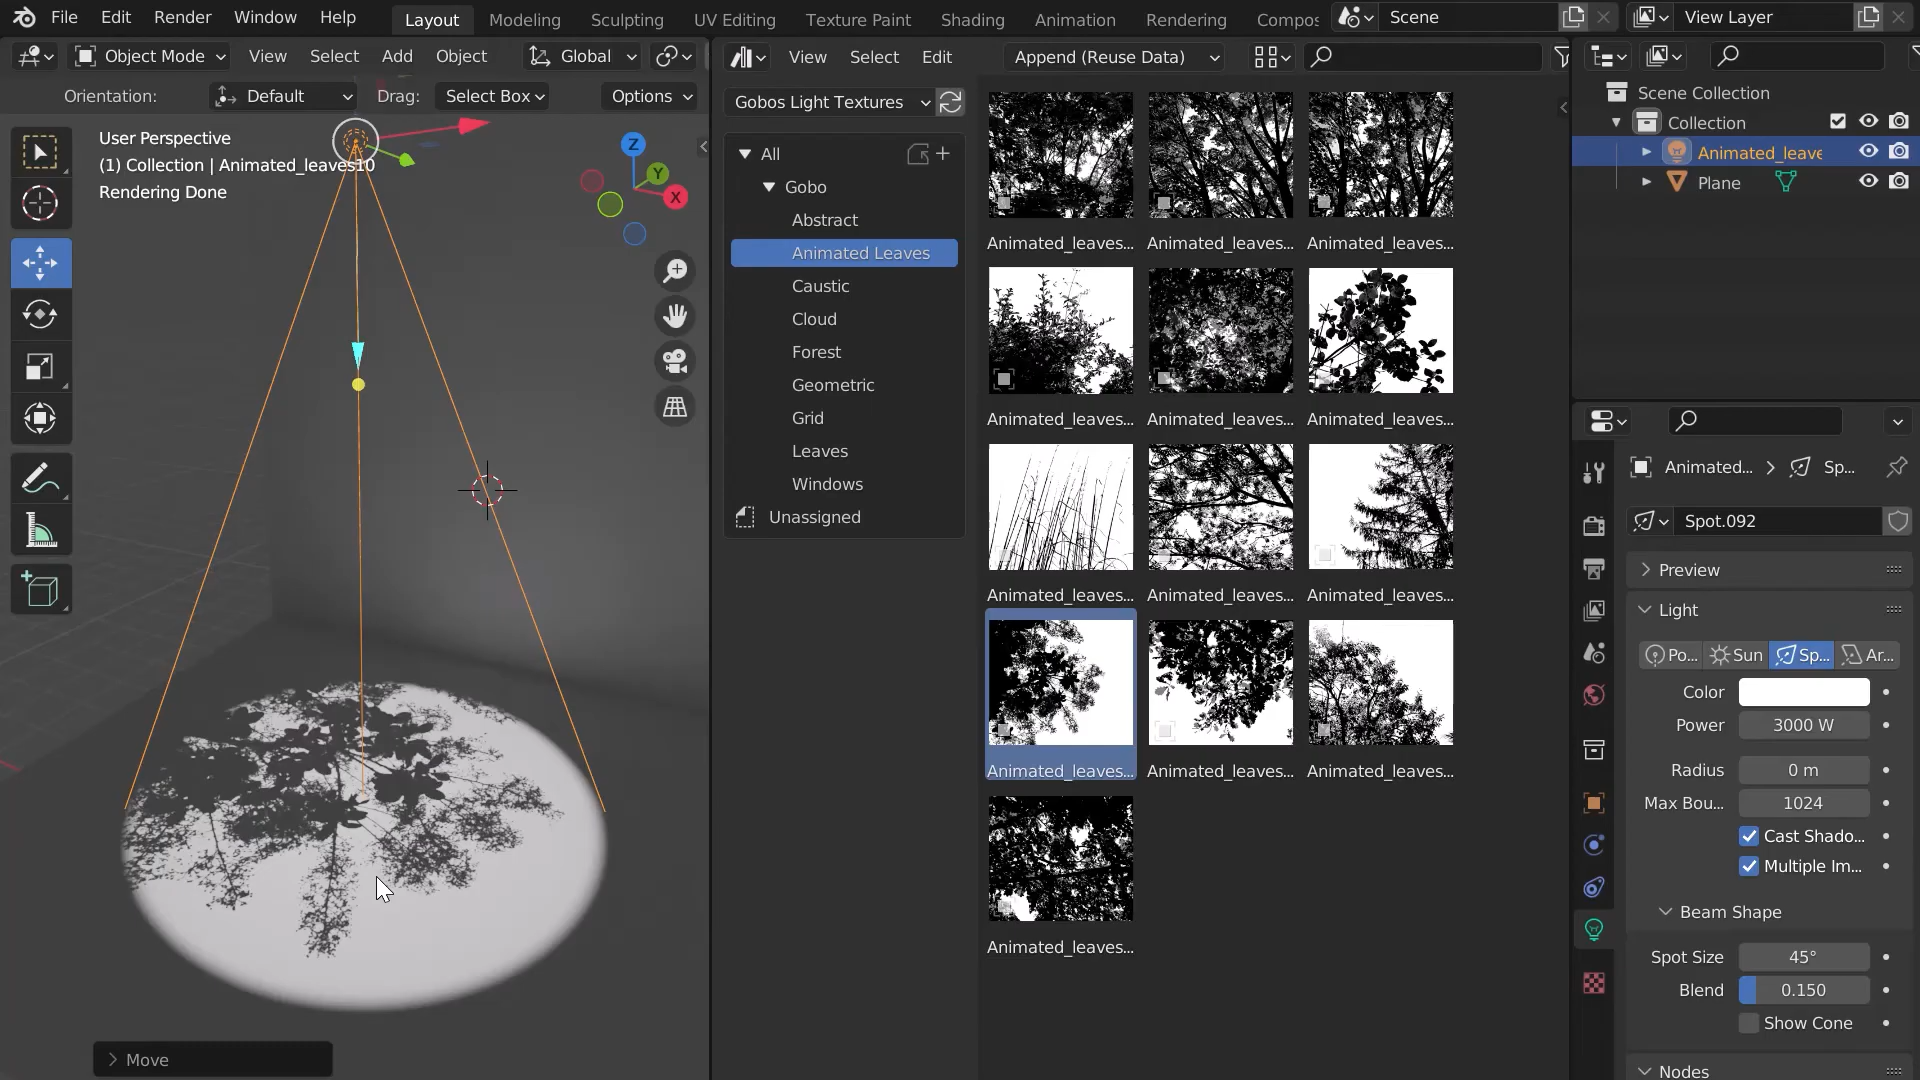 File Edit Render Window Help Layout Modeling Sculpting UV Editing Texture Paint Shading Animation Rendering Compos Scene View Layer
Object Mode View Select Add Object Global
Orientation: Default Drag: Select Box Options
User Perspective
(1) Collection | Animated_leaves10
Rendering Done
Z
Y
X
Move
View Select Edit Append (Reuse Data)
Gobos Light Textures
All
Gobo
Abstract
Animated Leaves
Caustic
Cloud
Forest
Geometric
Grid
Leaves
Windows
Unassigned
Animated_leaves... Animated_leaves... Animated_leaves...
Animated_leaves... Animated_leaves... Animated_leaves...
Animated_leaves... Animated_leaves... Animated_leaves...
Animated_leaves... Animated_leaves... Animated_leaves...
Animated_leaves...
Scene Collection
Collection
Animated_leave
Plane
Animated... Sp...
Spot.092
Preview
Light
Po... Sun Sp... Ar...
Color
Power 3000 W
Radius 0 m
Max Bou... 1024
Cast Shado...
Multiple Im...
Beam Shape
Spot Size 45°
Blend 0.150
Show Cone
Nodes